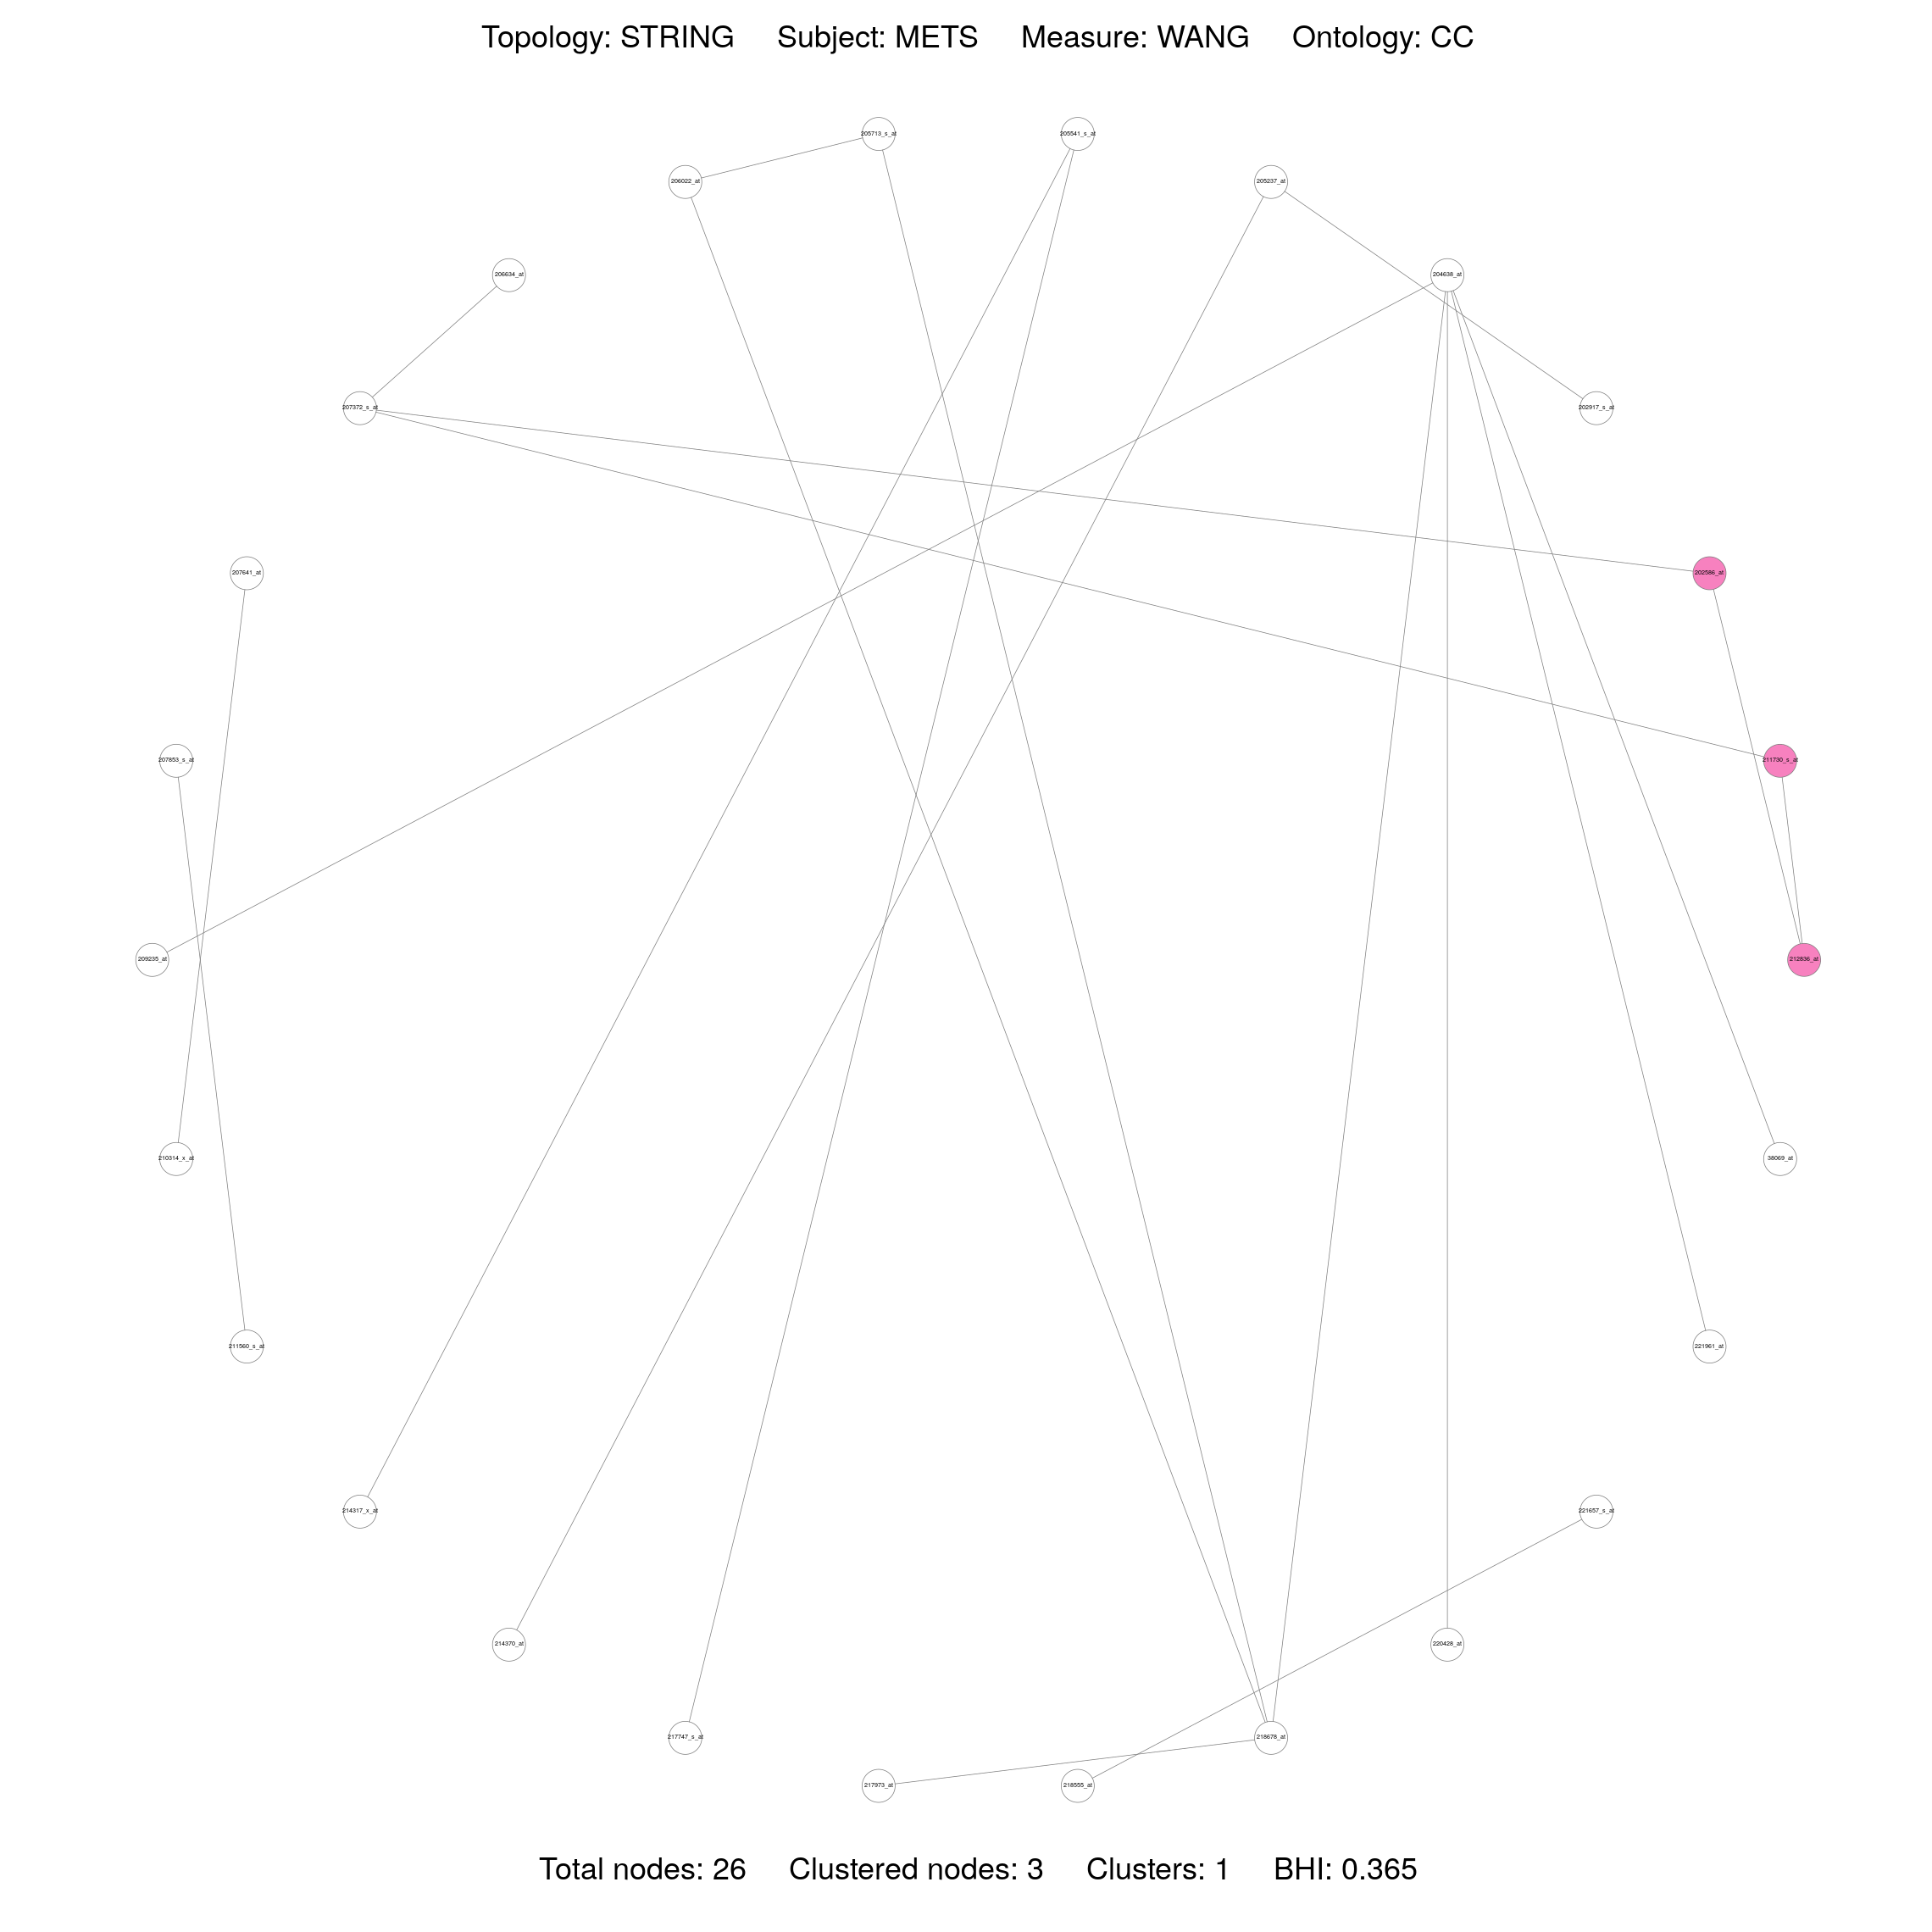 Topology: STRING Subject: METS Measure: WANG Ontology: CC
205713_s_at
205541_s_at
206022_at
205237_at
206634_at
204638_at
207372_s_at
202917_s_at
207641_at
202586_at
207853_s_at
211730_s_at
209235_at
212836_at
210314_x_at
38069_at
211560_s_at
221961_at
214317_x_at
221657_s_at
214370_at
220428_at
217747_s_at
218678_at
217973_at
218555_at
Total nodes: 26 Clustered nodes: 3 Clusters: 1 BHI: 0.365